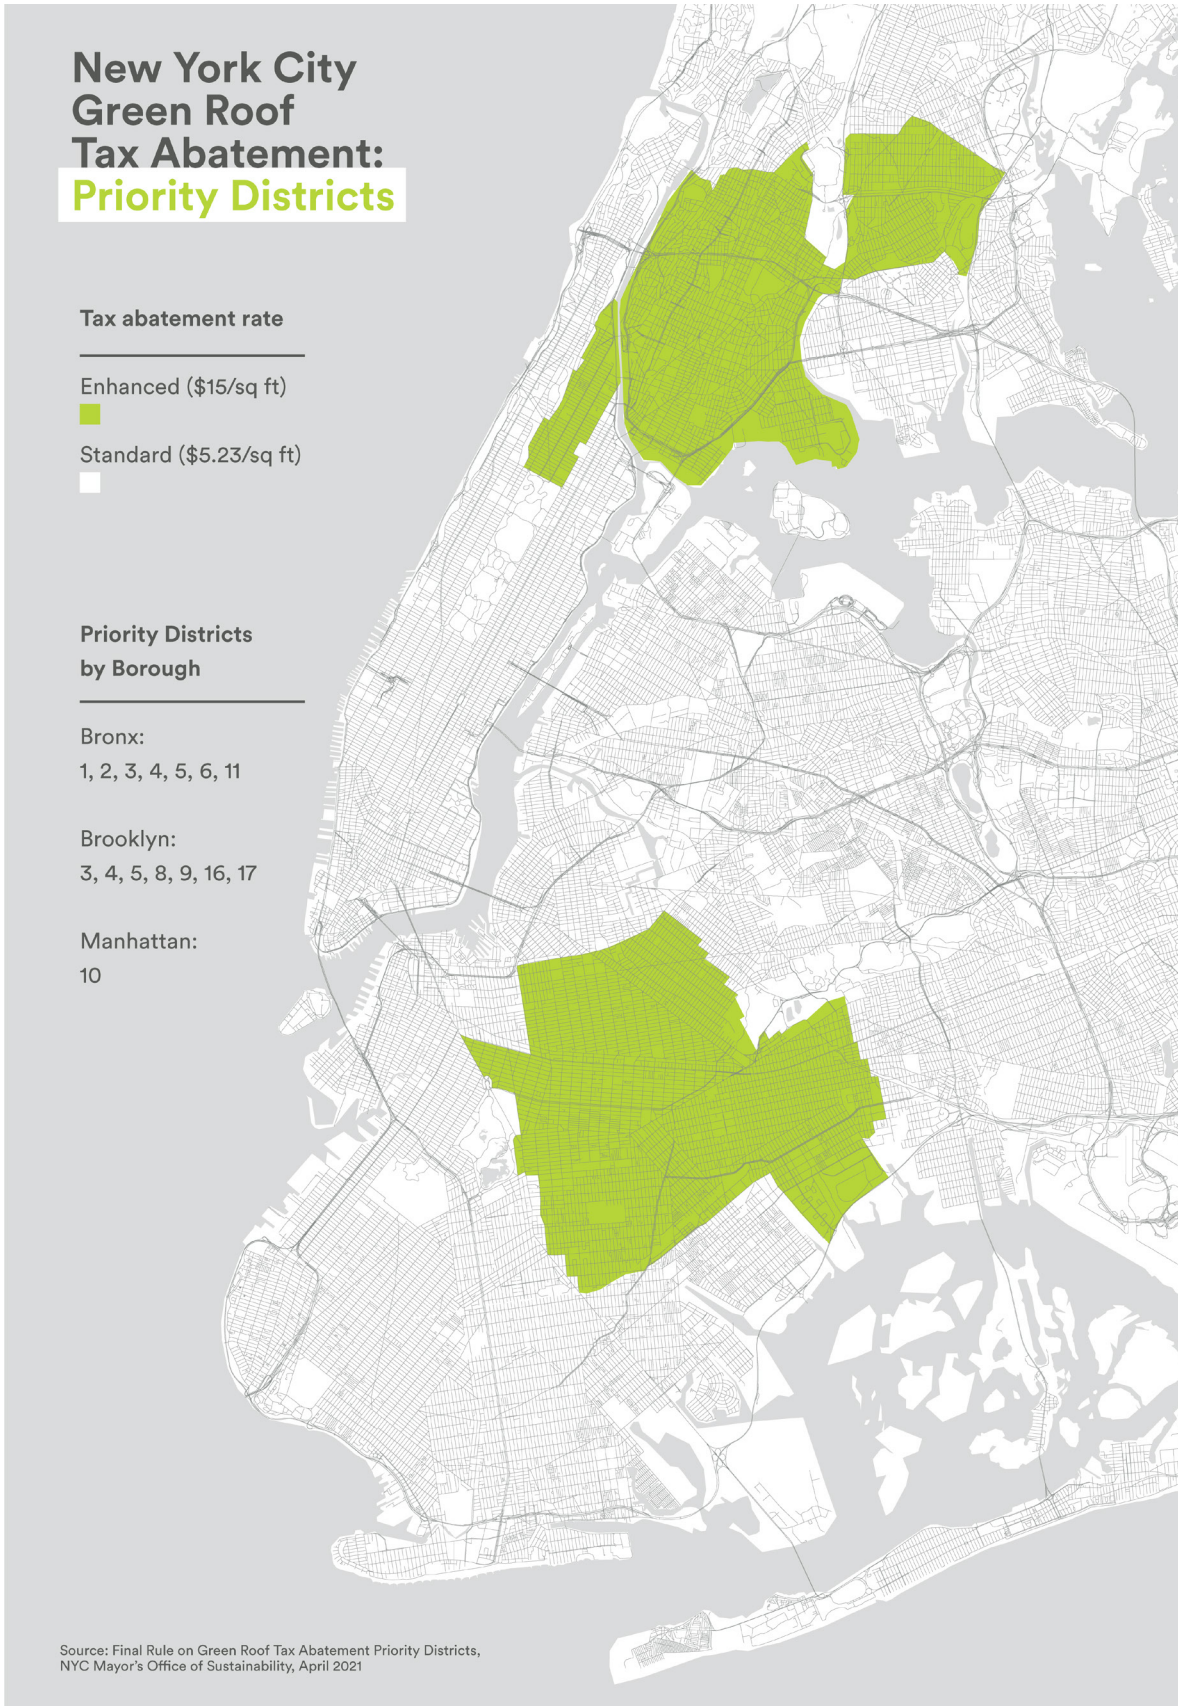 New York City
Green Roof
Tax Abatement:
Priority Districts
Tax abatement rate
Enhanced ($15/sq ft)
Standard ($5.23/sq ft)
Priority Districts
by Borough
Bronx:
1, 2, 3, 4, 5, 6, 11
Brooklyn:
3, 4, 5, 8, 9, 16, 17
Manhattan:
10
Source: Final Rule on Green Roof Tax Abatement Priority Districts,
NYC Mayor's Office of Sustainability, April 2021